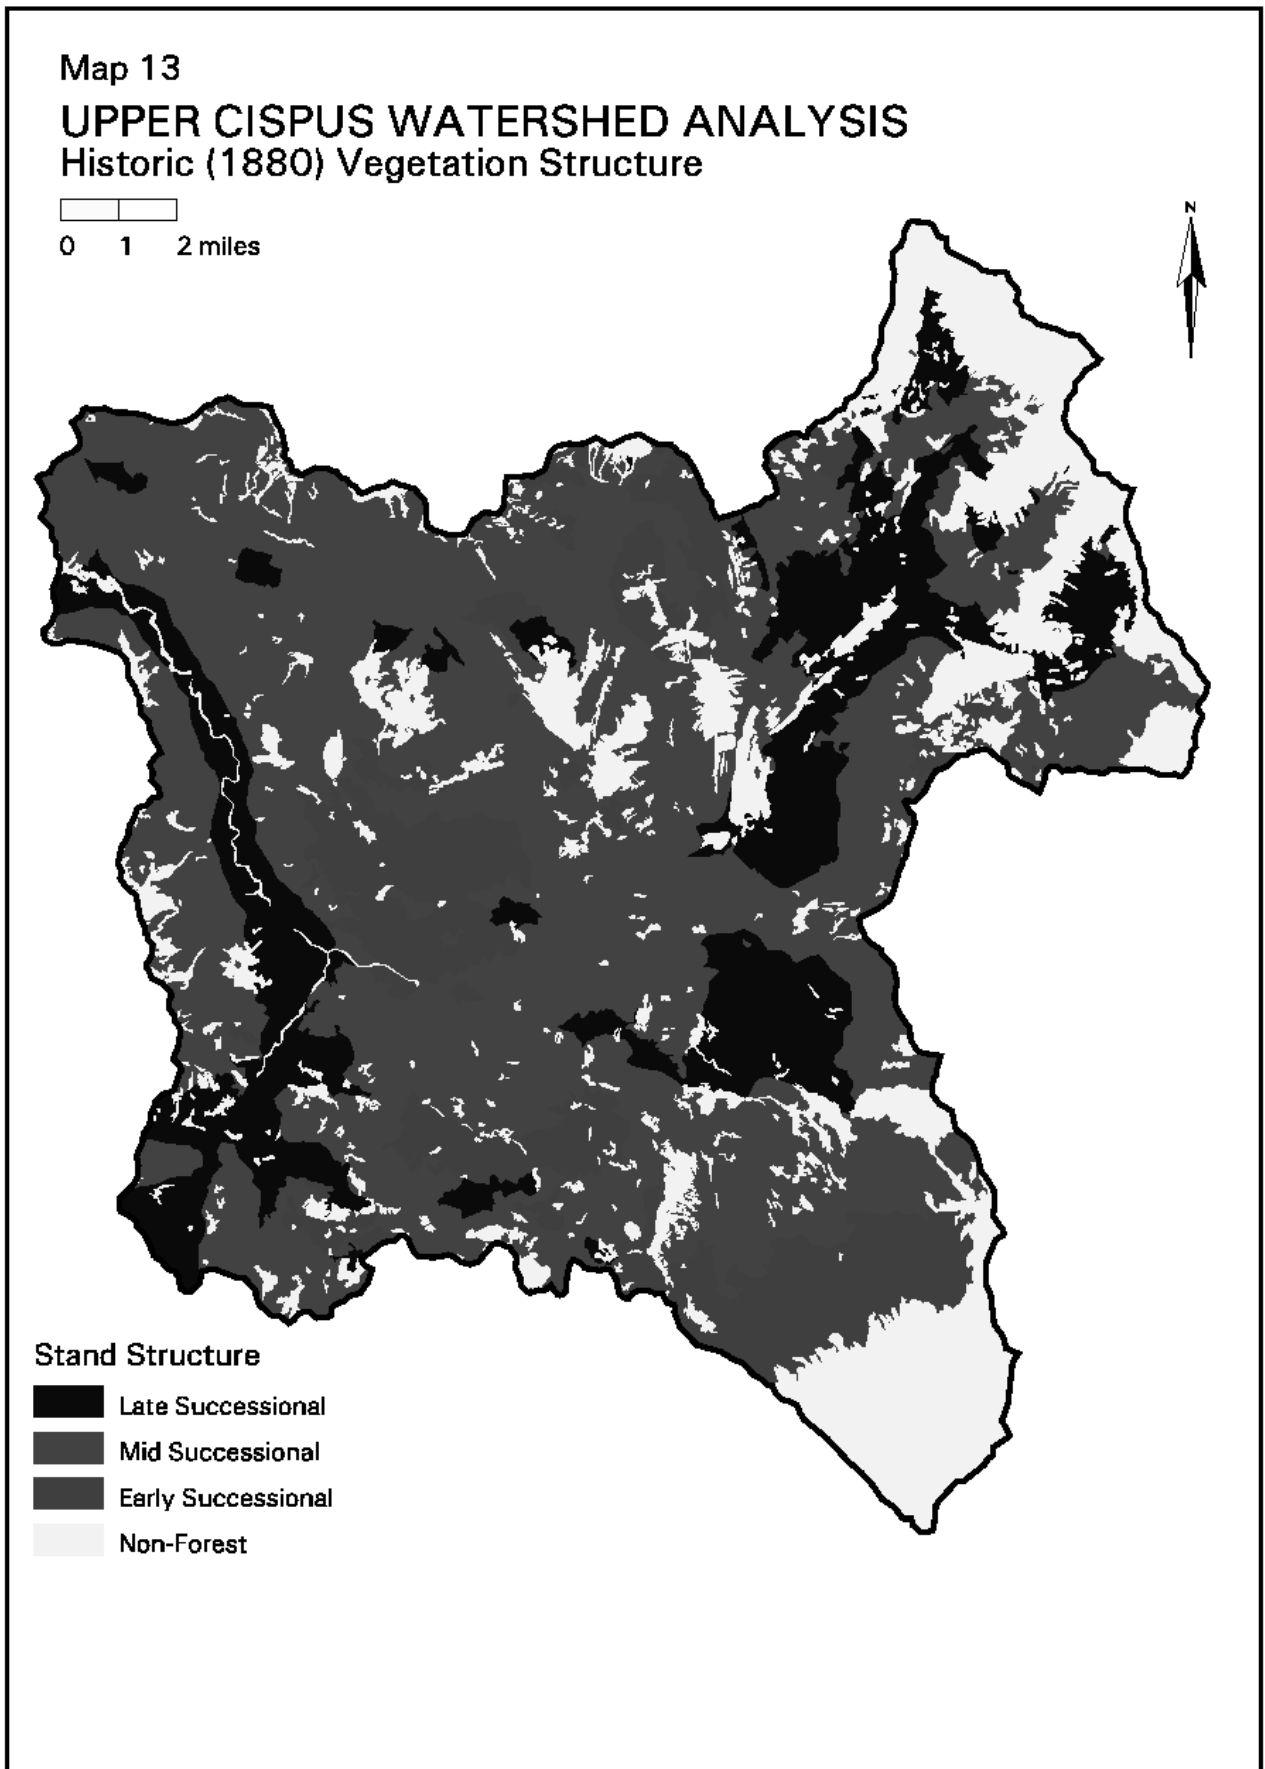 Map 13
UPPER CISPUS WATERSHED ANALYSIS
Historic (1880) Vegetation Structure
0 1 2 miles
N
Stand Structure
Late Successional
Mid Successional
Early Successional
Non-Forest